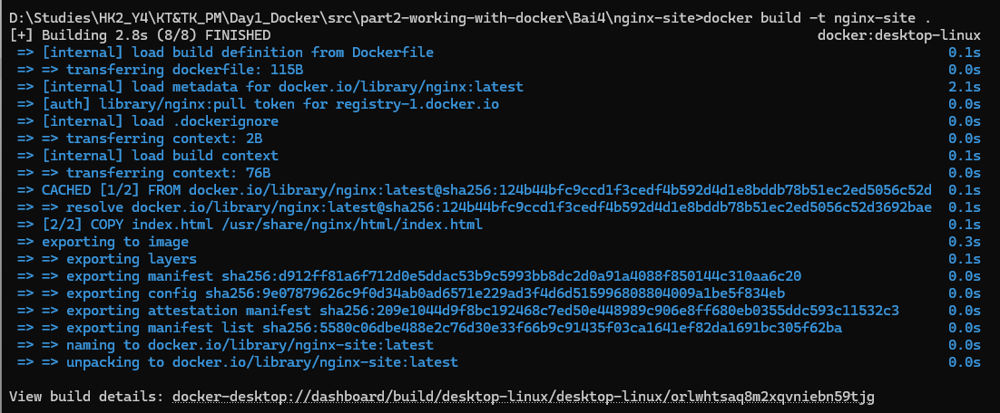 D:\Studies\HK2_Y4\KT&TK_PM\Day1_Docker\src\part2-working-with-docker\Bai4\nginx-site>docker build -t nginx-site .
[+] Building 2.8s (8/8) FINISHED docker:desktop-linux
=> [internal] load build definition from Dockerfile 0.1s
=> => transferring dockerfile: 115B 0.0s
=> [internal] load metadata for docker.io/library/nginx:latest 2.1s
=> [auth] library/nginx:pull token for registry-1.docker.io 0.0s
=> [internal] load .dockerignore 0.0s
=> => transferring context: 2B 0.0s
=> [internal] load build context 0.1s
=> => transferring context: 76B 0.0s
=> CACHED [1/2] FROM docker.io/library/nginx:latest@sha256:124b44bfc9ccd1f3cedf4b592d4d1e8bddb78b51ec2ed5056c52d 0.1s
=> => resolve docker.io/library/nginx:latest@sha256:124b44bfc9ccd1f3cedf4b592d4d1e8bddb78b51ec2ed5056c52d3692bae 0.1s
=> [2/2] COPY index.html /usr/share/nginx/html/index.html 0.0s
=> exporting to image 0.3s
=> => exporting layers 0.1s
=> => exporting manifest sha256:d912ff81a6f712d0e5ddac53b9c5993bb8dc2d0a91a4088f850144c310aa6c20 0.0s
=> => exporting config sha256:9e07879626c9f0d34ab0ad6571e229ad3f4d6d515996808804009a1be5f834eb 0.0s
=> => exporting attestation manifest sha256:209e1044d9f8bc192468c7ed50e448989c906e8ff680eb0355ddc593c11532c3 0.0s
=> => exporting manifest list sha256:5580c06dbe488e2c76d30e33f66b9c91435f03ca1641ef82da1691bc305f62ba 0.0s
=> => naming to docker.io/library/nginx-site:latest 0.0s
=> => unpacking to docker.io/library/nginx-site:latest 0.0s
View build details: docker-desktop://dashboard/build/desktop-linux/desktop-linux/orlwhtsaq8m2xqvniebn59tjg